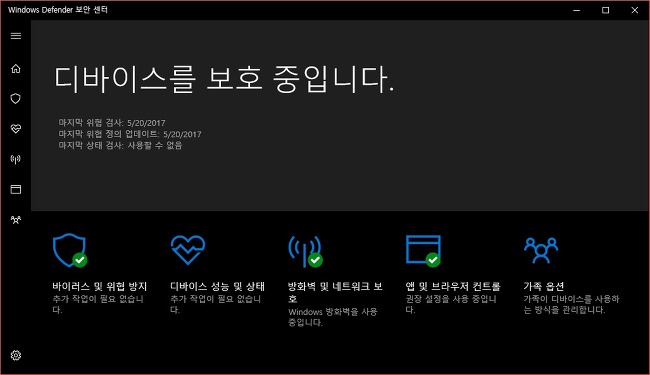 Windows Defender 보안 센터
디바이스를 보호 중입니다.
마지막 위협 검사: 5/20/2017
마지막 위협 정의 업데이트: 5/20/2017
마지막 상태 검사: 사용할 수 없음
바이러스 및 위협 방지
추가 작업이 필요 없습니
다.
디바이스 성능 및 상태
추가 작업이 필요 없습니
다.
방화벽 및 네트워크 보
호
Windows 방화벽을 사용
중입니다.
앱 및 브라우저 컨트롤
권장 설정을 사용 중입니
다.
가족 옵션
가족이 디바이스를 사용하
는 방식을 관리합니다.